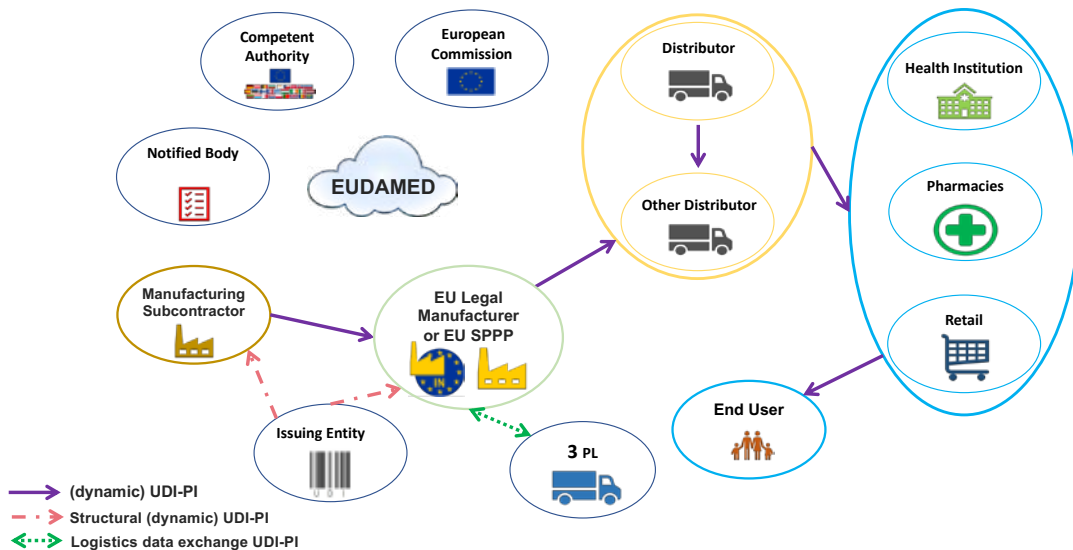 Competent
Authority
European
Commission
Distributor
Health Institution
Notified Body
EUDAMED
Other Distributor
Pharmacies
Manufacturing
Subcontractor
EU Legal
Manufacturer
or EU SPPP
IN
Retail
End User
Issuing Entity
U D I
3 PL
(dynamic) UDI-PI
Structural (dynamic) UDI-PI
Logistics data exchange UDI-PI